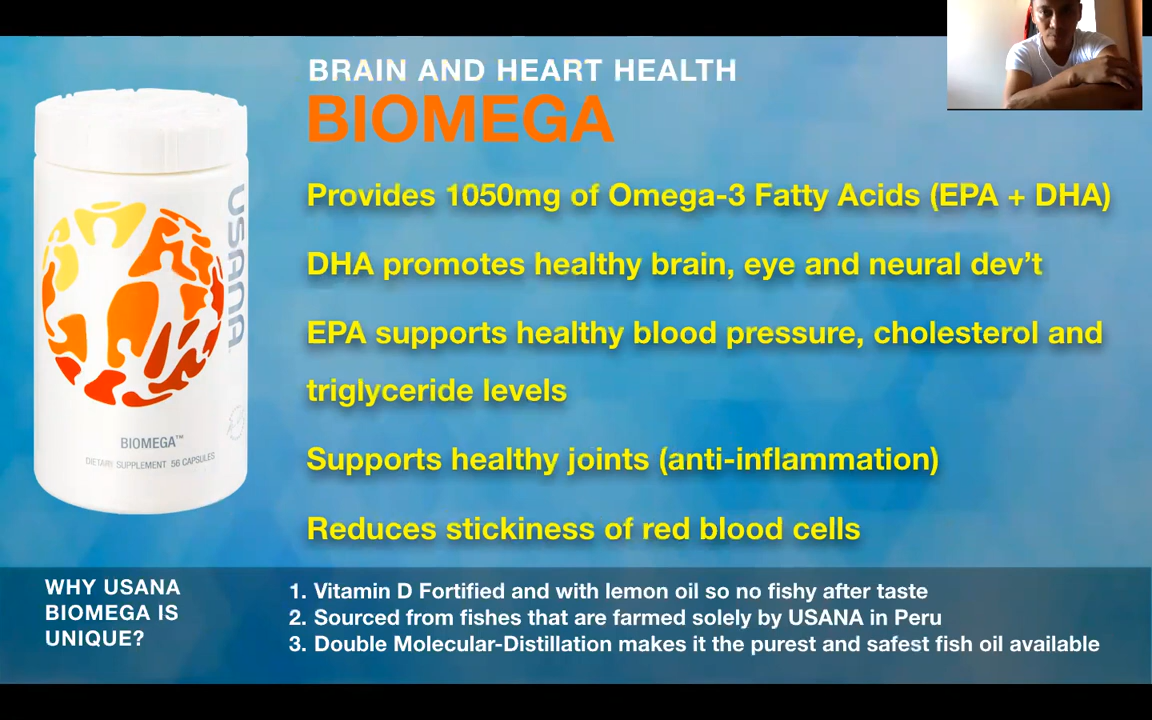 BRAIN AND HEART HEALTH
BIOMEGA
Provides 1050mg of Omega-3 Fatty Acids (EPA + DHA)
DHA promotes healthy brain, eye and neural dev’t
EPA supports healthy blood pressure, cholesterol and
triglyceride levels
Supports healthy joints (anti-inflammation)
Reduces stickiness of red blood cells
USANA
BIOMEGA™
DIETARY SUPPLEMENT 56 CAPSULES
WHY USANA
BIOMEGA IS
UNIQUE?
1. Vitamin D Fortified and with lemon oil so no fishy after taste
2. Sourced from fishes that are farmed solely by USANA in Peru
3. Double Molecular-Distillation makes it the purest and safest fish oil available